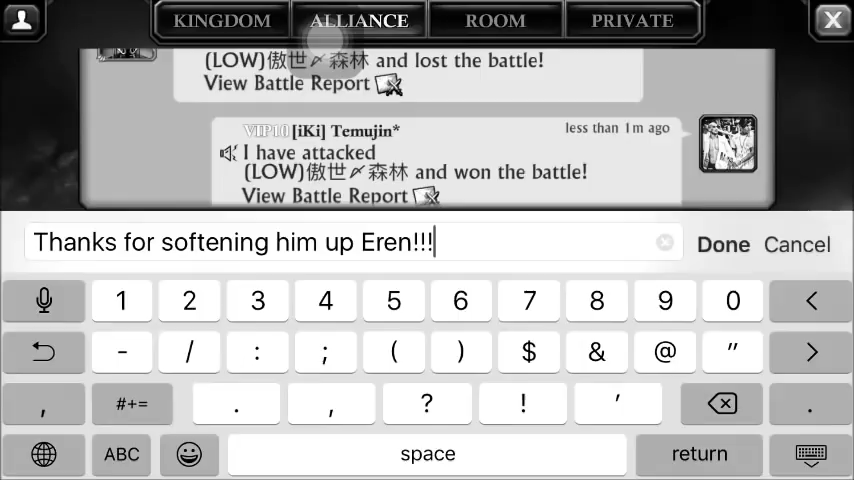 KINGDOM ALLIANCE ROOM PRIVATE X
(LOW)傲世〆森林 and lost the battle!
View Battle Report
VIP10 [iKi] Temujin* less than 1m ago
I have attacked
(LOW)傲世〆森林 and won the battle!
View Battle Report
Thanks for softening him up Eren!!! Done Cancel
1 2 3 4 5 6 7 8 9 0 <
- / : ; ( ) $ & @ " >
, #+= . , ? ! ' .
ABC space return